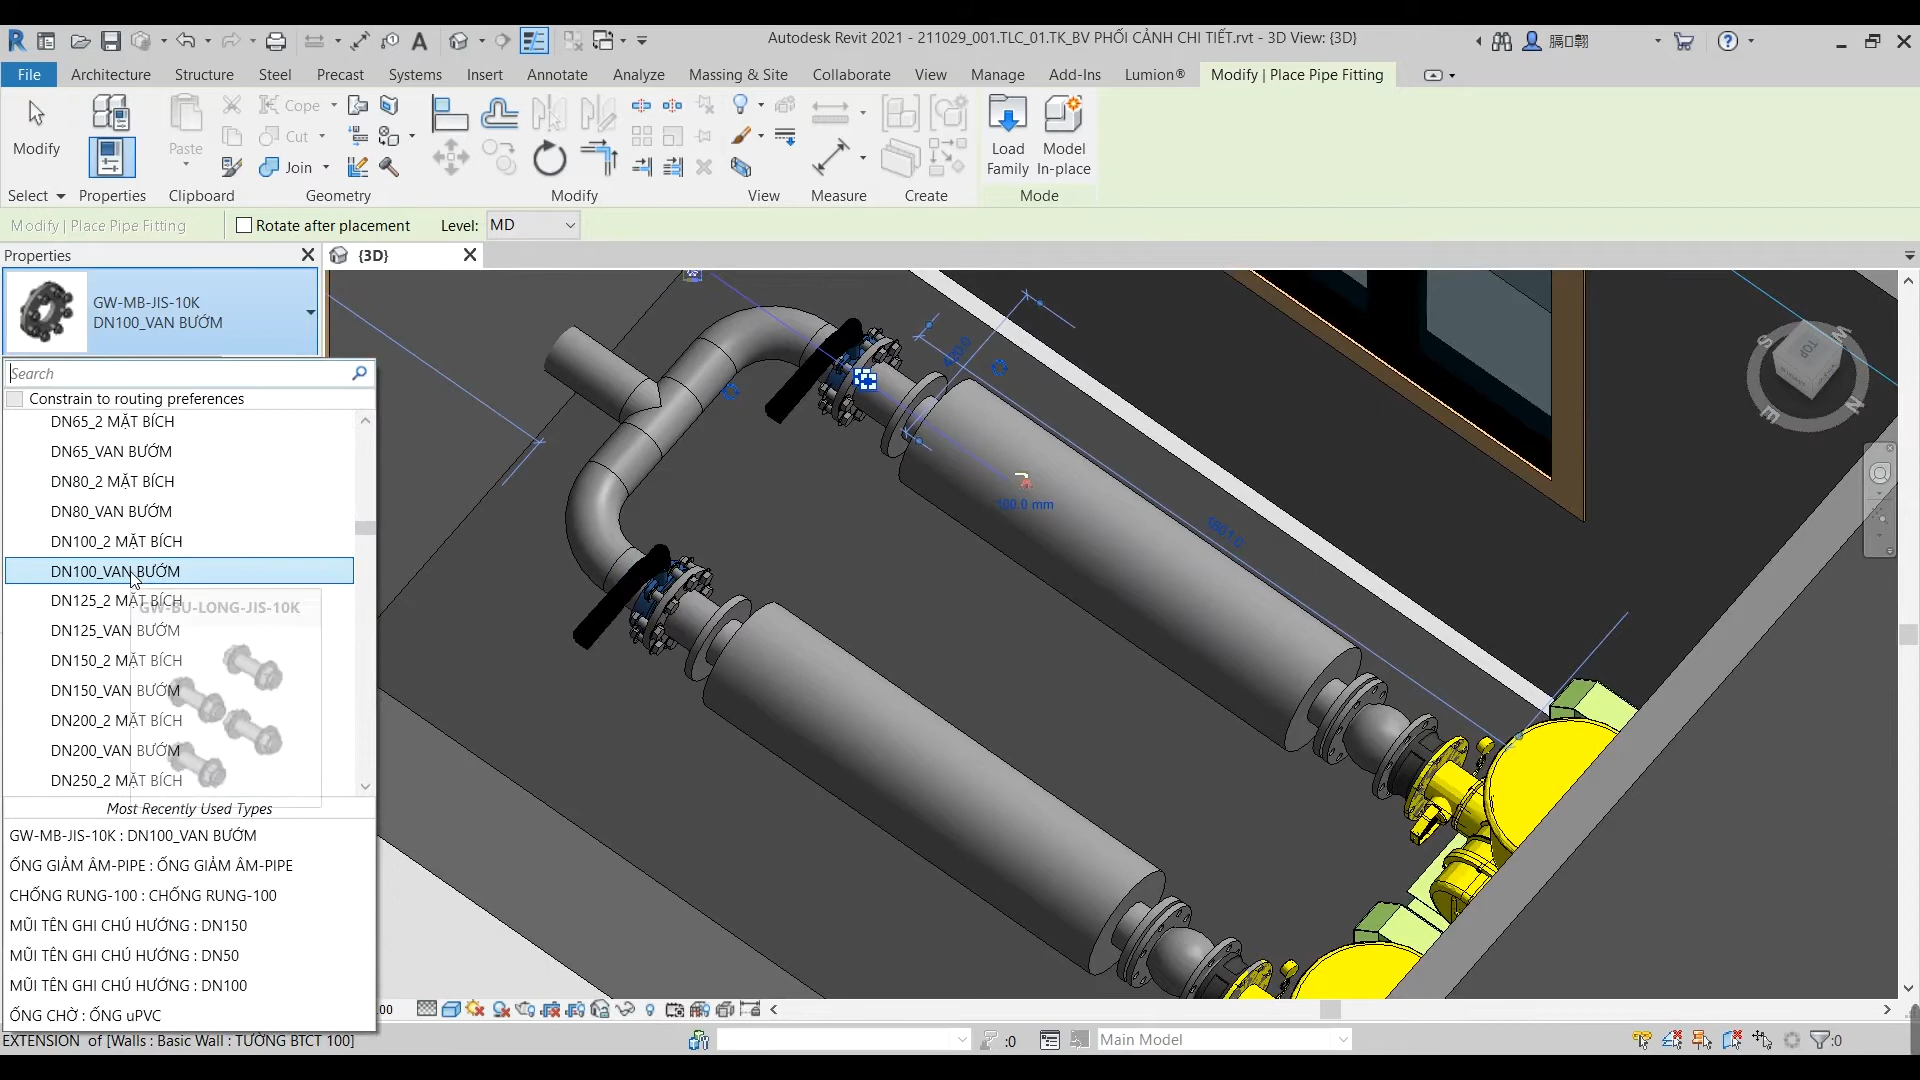 Autodesk Revit 2021 - 211029_001.TLC_01.TK_BV PHỐI CẢNH CHI TIẾT.rvt - 3D View: {3D}
File Architecture Structure Steel Precast Systems Insert Annotate Analyze Massing & Site Collaborate View Manage Add-Ins Lumion® Modify | Place Pipe Fitting
Modify
Paste
Cope
Cut
Join
Load Family
Model In-place
Select Properties Clipboard Geometry Modify View Measure Create Mode
Modify | Place Pipe Fitting
Rotate after placement
Level: MD
Properties
{3D}
GW-MB-JIS-10K
DN100_VAN BƯỚM
Search
Constrain to routing preferences
DN65_2 MẶT BÍCH
DN65_VAN BƯỚM
DN80_2 MẶT BÍCH
DN80_VAN BƯỚM
DN100_2 MẶT BÍCH
DN100_VAN BƯỚM
DN125_2 MẶT BÍCH
GW-BU-LONG-JIS-10K
DN125_VAN BƯỚM
DN150_2 MẶT BÍCH
DN150_VAN BƯỚM
DN200_2 MẶT BÍCH
DN200_VAN BƯỚM
DN250_2 MẶT BÍCH
Most Recently Used Types
GW-MB-JIS-10K : DN100_VAN BƯỚM
ỐNG GIẢM ÂM-PIPE : ỐNG GIẢM ÂM-PIPE
CHỐNG RUNG-100 : CHỐNG RUNG-100
MŨI TÊN GHI CHÚ HƯỚNG : DN150
MŨI TÊN GHI CHÚ HƯỚNG : DN50
MŨI TÊN GHI CHÚ HƯỚNG : DN100
ỐNG CHỜ : ỐNG uPVC
100.0 mm
TOP
S
W
E
N
:00
EXTENSION of [Walls : Basic Wall : TƯỜNG BTCT 100]
:0
Main Model
:0